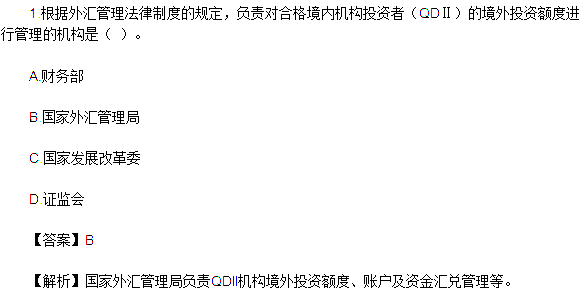 1.根据外汇管理法律制度的规定，负责对合格境内机构投资者（QDⅡ）的境外投资额度进
行管理的机构是（ ）。
A.财务部
B.国家外汇管理局
C.国家发展改革委
D.证监会
【答案】B
【解析】国家外汇管理局负责QDII机构境外投资额度、账户及资金汇兑管理等。